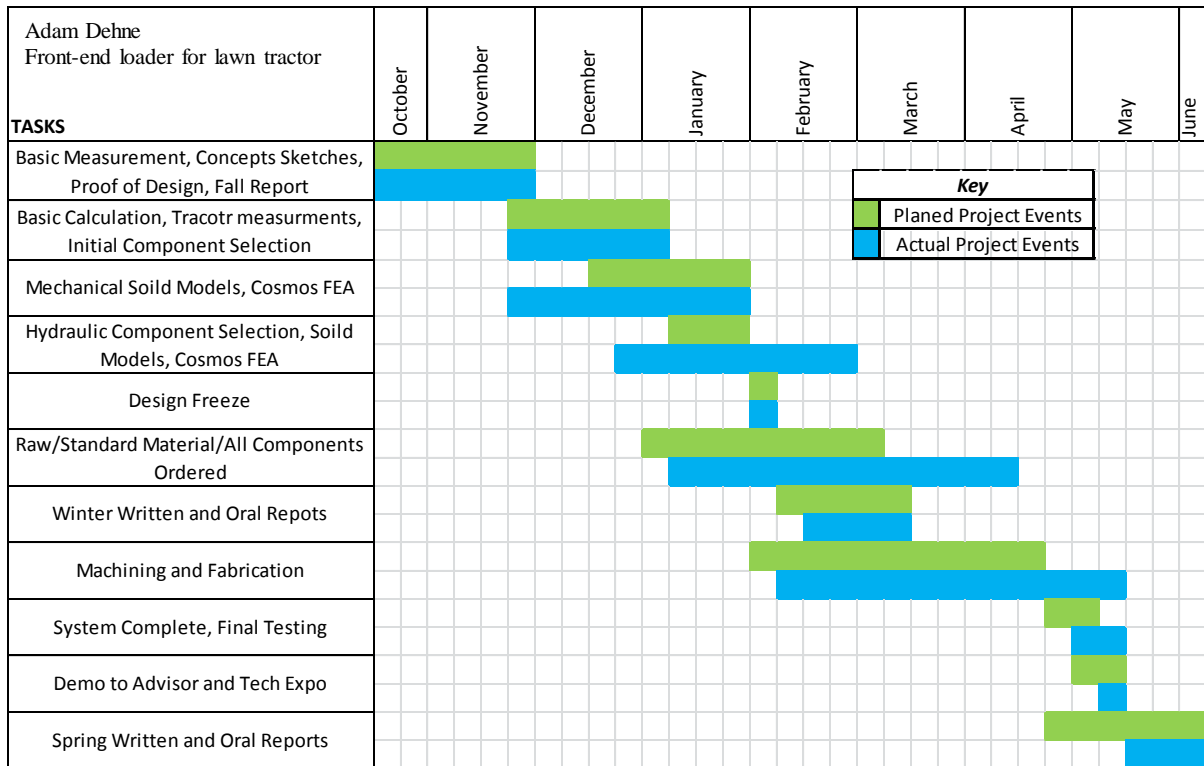 Adam Dehne
Front-end loader for lawn tractor
TASKS
October
November
December
January
February
March
April
May
June
Basic Measurement, Concepts Sketches,
Proof of Design, Fall Report
Key
Planed Project Events
Actual Project Events
Basic Calculation, Tracotr measurments,
Initial Component Selection
Mechanical Soild Models, Cosmos FEA
Hydraulic Component Selection, Soild
Models, Cosmos FEA
Design Freeze
Raw/Standard Material/All Components
Ordered
Winter Written and Oral Repots
Machining and Fabrication
System Complete, Final Testing
Demo to Advisor and Tech Expo
Spring Written and Oral Reports